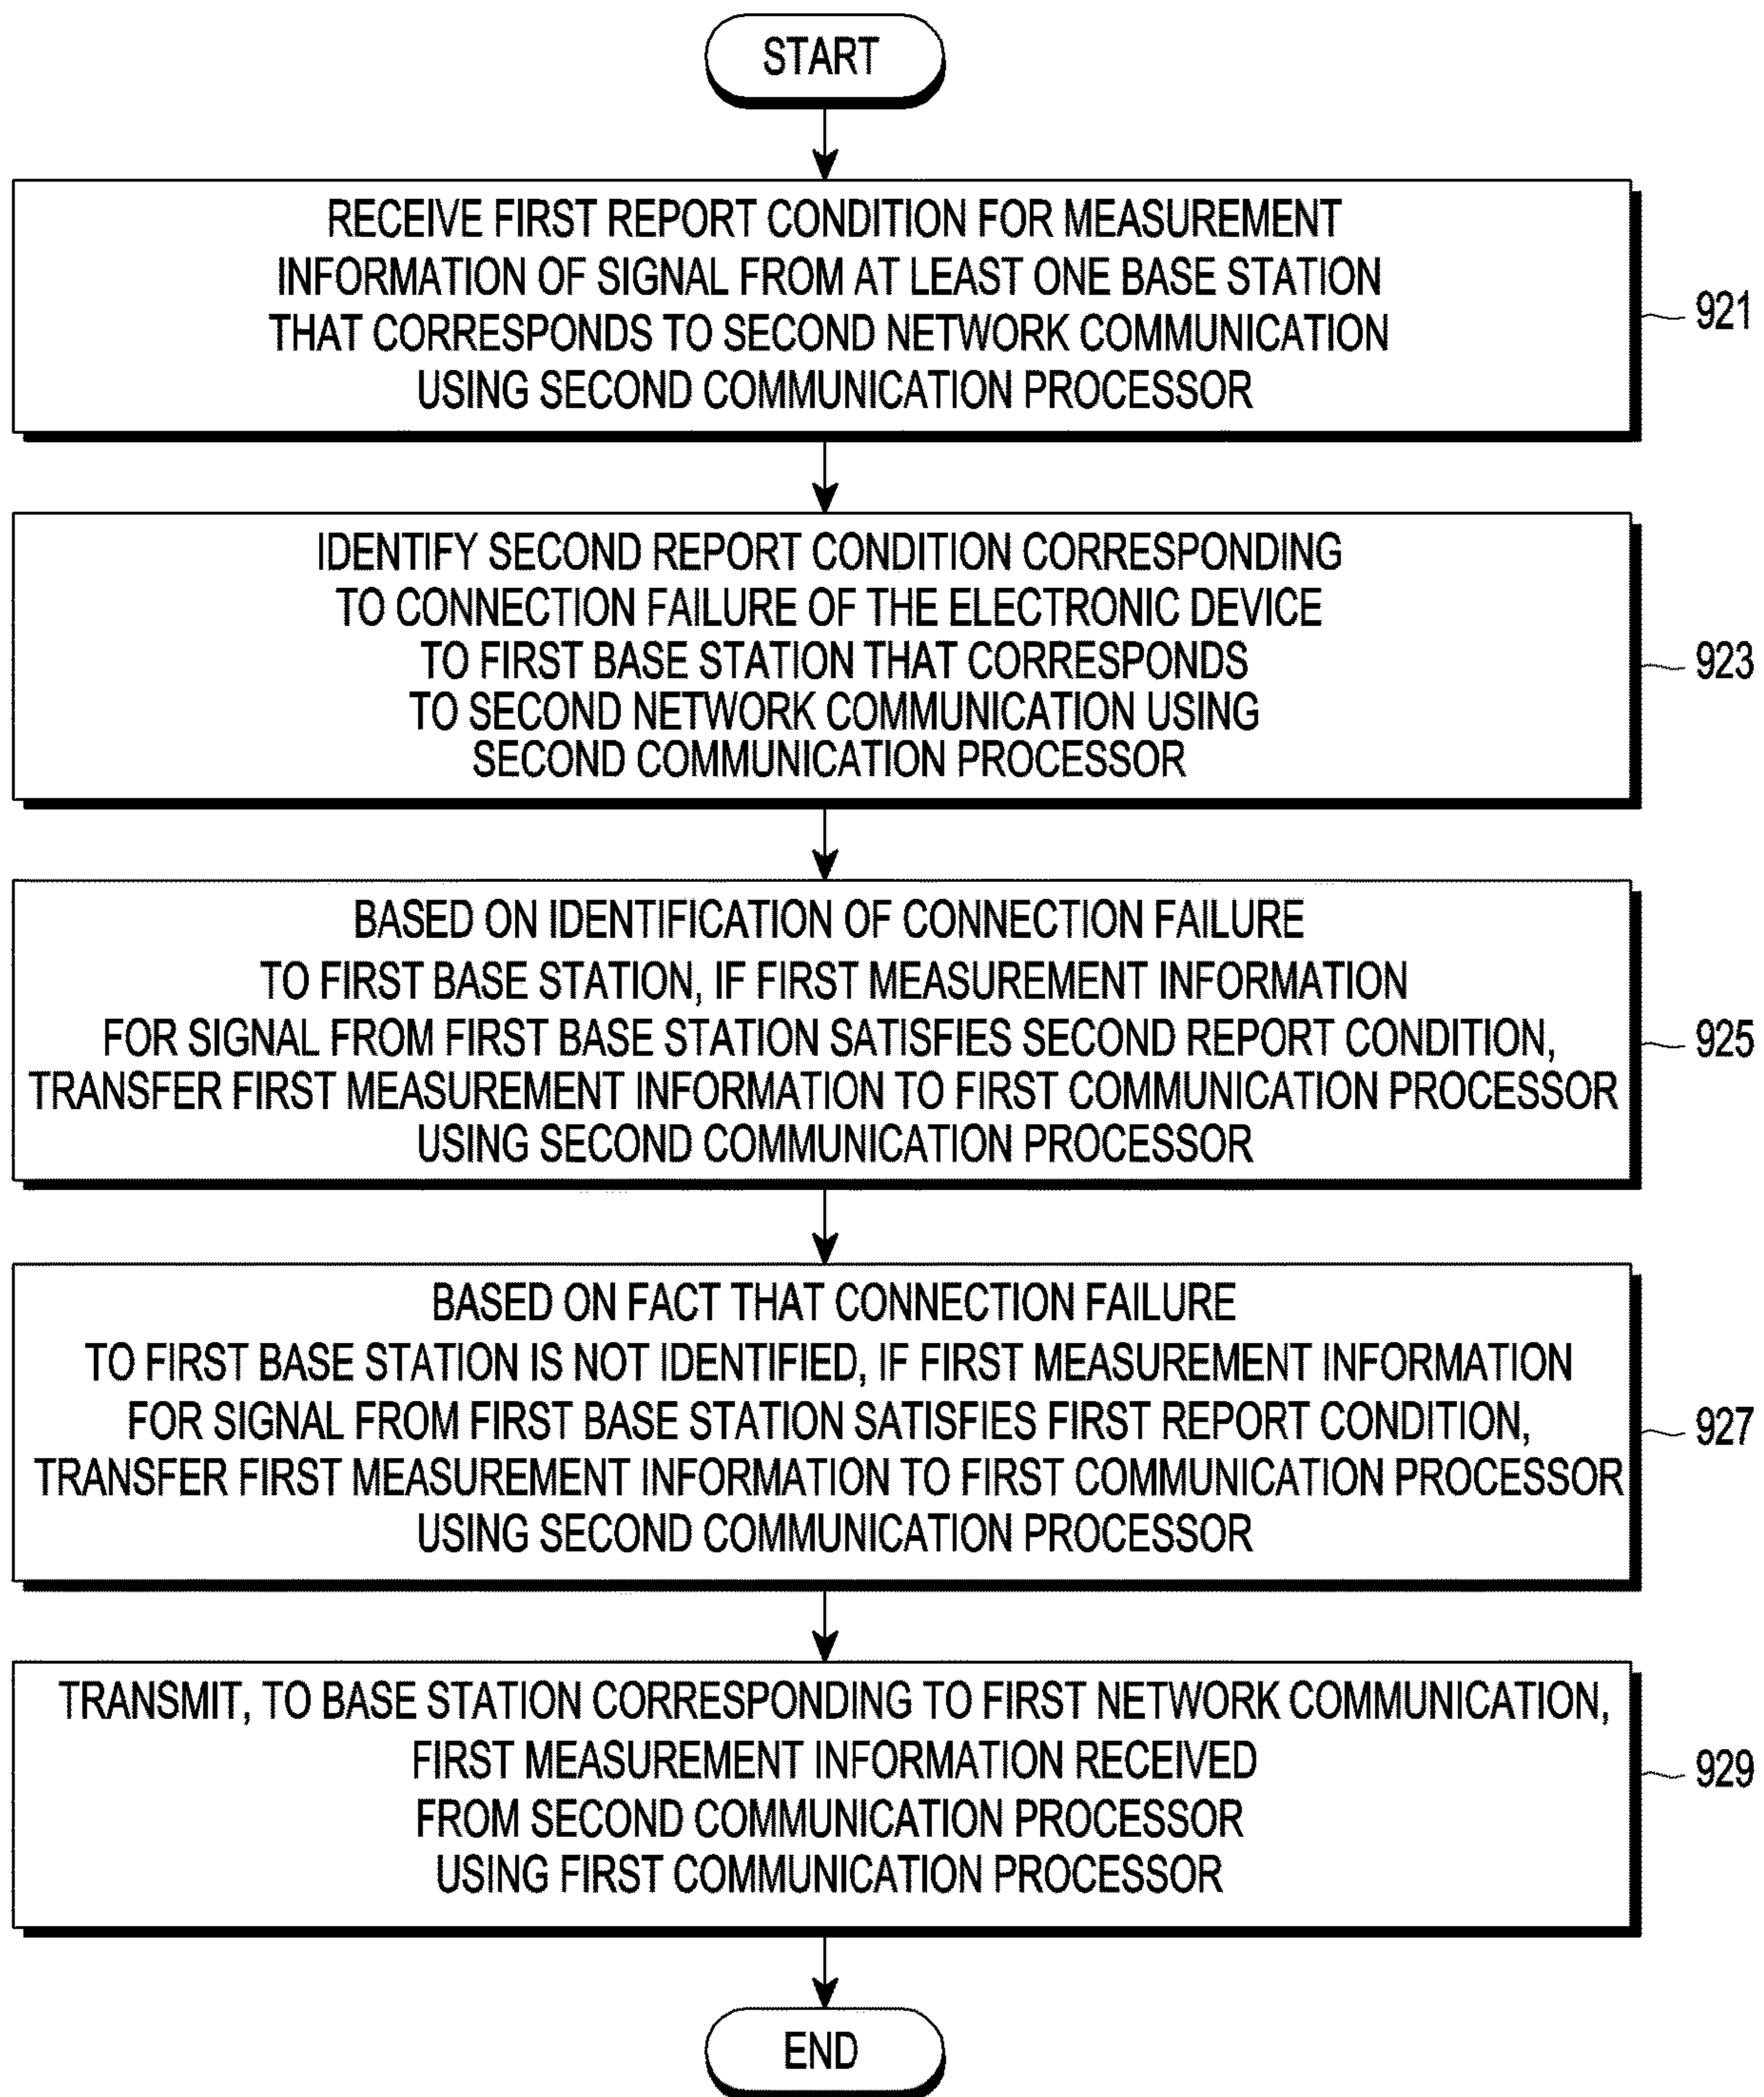 START
RECEIVE FIRST REPORT CONDITION FOR MEASUREMENT
INFORMATION OF SIGNAL FROM AT LEAST ONE BASE STATION
THAT CORRESPONDS TO SECOND NETWORK COMMUNICATION
USING SECOND COMMUNICATION PROCESSOR
921
IDENTIFY SECOND REPORT CONDITION CORRESPONDING
TO CONNECTION FAILURE OF THE ELECTRONIC DEVICE
TO FIRST BASE STATION THAT CORRESPONDS
TO SECOND NETWORK COMMUNICATION USING
SECOND COMMUNICATION PROCESSOR
923
BASED ON IDENTIFICATION OF CONNECTION FAILURE
TO FIRST BASE STATION, IF FIRST MEASUREMENT INFORMATION
FOR SIGNAL FROM FIRST BASE STATION SATISFIES SECOND REPORT CONDITION,
TRANSFER FIRST MEASUREMENT INFORMATION TO FIRST COMMUNICATION PROCESSOR
USING SECOND COMMUNICATION PROCESSOR
925
BASED ON FACT THAT CONNECTION FAILURE
TO FIRST BASE STATION IS NOT IDENTIFIED, IF FIRST MEASUREMENT INFORMATION
FOR SIGNAL FROM FIRST BASE STATION SATISFIES FIRST REPORT CONDITION,
TRANSFER FIRST MEASUREMENT INFORMATION TO FIRST COMMUNICATION PROCESSOR
USING SECOND COMMUNICATION PROCESSOR
927
TRANSMIT, TO BASE STATION CORRESPONDING TO FIRST NETWORK COMMUNICATION,
FIRST MEASUREMENT INFORMATION RECEIVED
FROM SECOND COMMUNICATION PROCESSOR
USING FIRST COMMUNICATION PROCESSOR
929
END